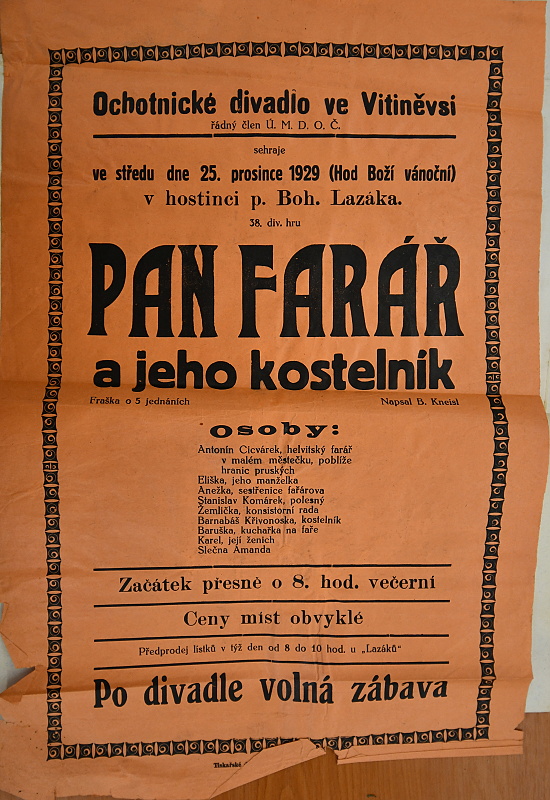 Ochotnické divadlo ve Vitiněvsi
řádný člen Ú. M. D. O. Č.
sehraje
ve středu dne 25. prosince 1929 (Hod Boží vánoční)
v hostinci p. Boh. Lazáka.
38. div. hru
PAN FARÁŘ
a jeho kostelník
Fraška o 5 jednáních Napsal B. Kneisl
osoby:
Antonín Cicvárek, helvitský farář
v malém městečku, poblíže
hranic pruských
Eliška, jeho manželka
Anežka, sestřenice fařárova
Stanislav Komárek, polesný
Žemlička, konsistorní rada
Barnabáš Křivonoska, kostelník
Baruška, kuchařka na faře
Karel, její ženich
Slečna Amanda
Začátek přesně o 8. hod. večerní
Ceny míst obvyklé
Předprodej lístků v týž den od 8 do 10 hod. u „Lazáků“
Po divadle volná zábava
Tiskařské